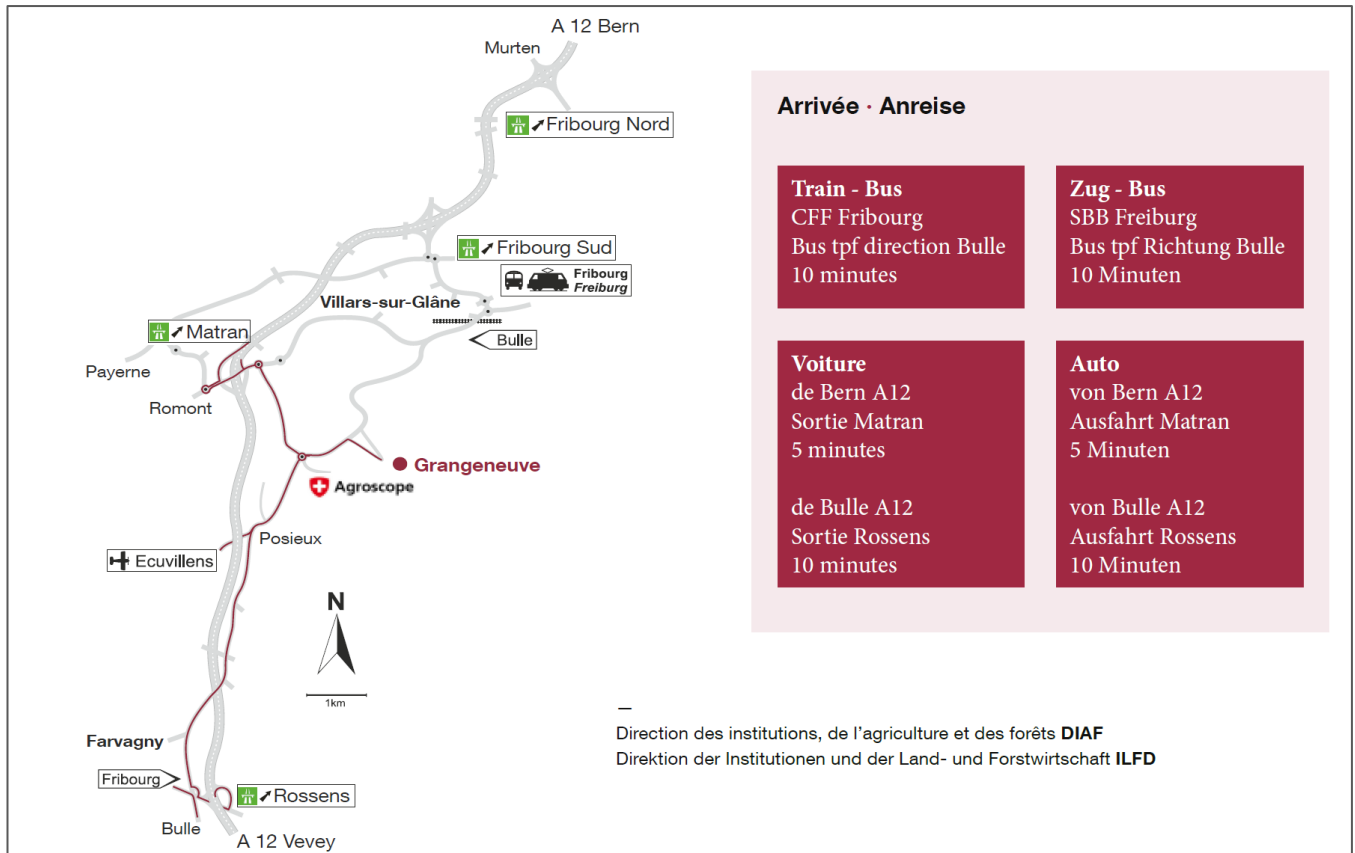 A 12 Bern
Murten
Fribourg Nord
Fribourg Sud
Fribourg
Freiburg
Villars-sur-Glâne
Matran
Bulle
Payerne
Romont
Grangeneuve
Agroscope
Posieux
Ecuvillens
N
1km
Farvagny
Fribourg
Rossens
Bulle
A 12 Vevey
Arrivée · Anreise
Train - Bus
CFF Fribourg
Bus tpf direction Bulle
10 minutes
Zug - Bus
SBB Freiburg
Bus tpf Richtung Bulle
10 Minuten
Voiture
de Bern A12
Sortie Matran
5 minutes
de Bulle A12
Sortie Rossens
10 minutes
Auto
von Bern A12
Ausfahrt Matran
5 Minuten
von Bulle A12
Ausfahrt Rossens
10 Minuten
—
Direction des institutions, de l'agriculture et des forêts DIAF
Direktion der Institutionen und der Land- und Forstwirtschaft ILFD